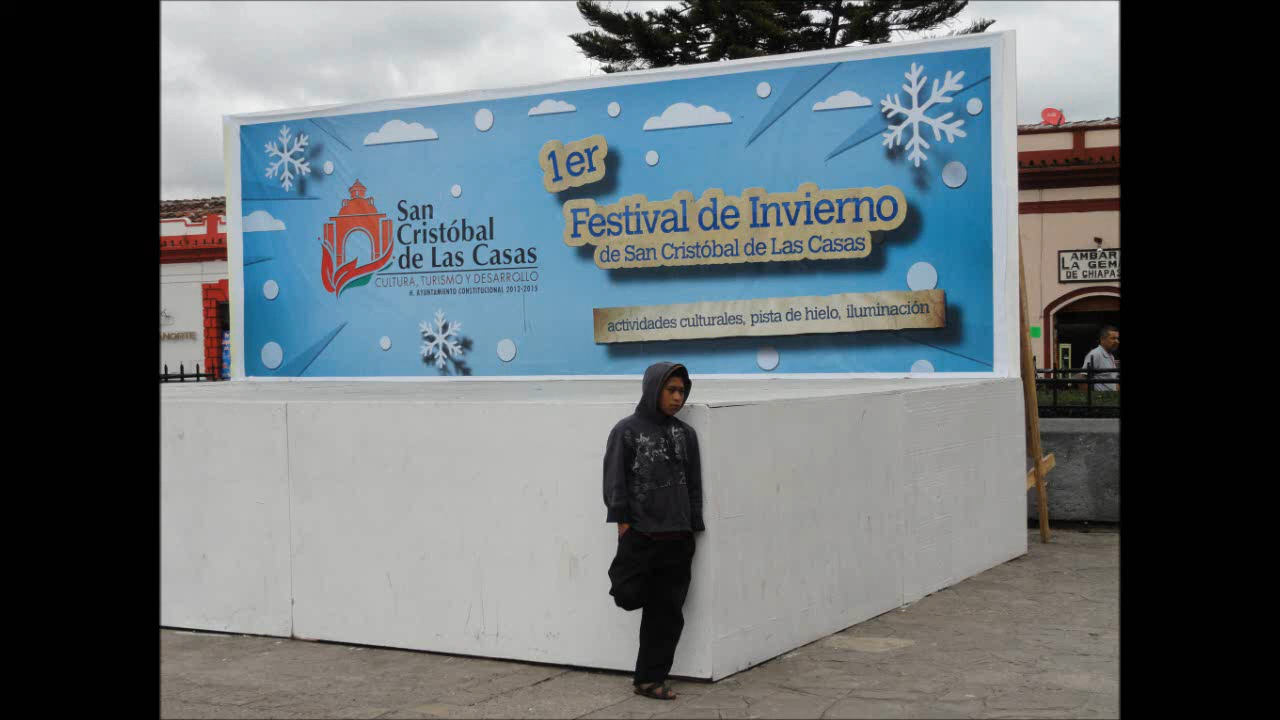 San
Cristóbal
de Las Casas
CULTURA, TURISMO Y DESARROLLO
H. AYUNTAMIENTO CONSTITUCIONAL 2012-2015
1er
Festival de Invierno
de San Cristóbal de Las Casas
actividades culturales, pista de hielo, iluminación
AMBAR
LA GEMA
DE CHIAPAS